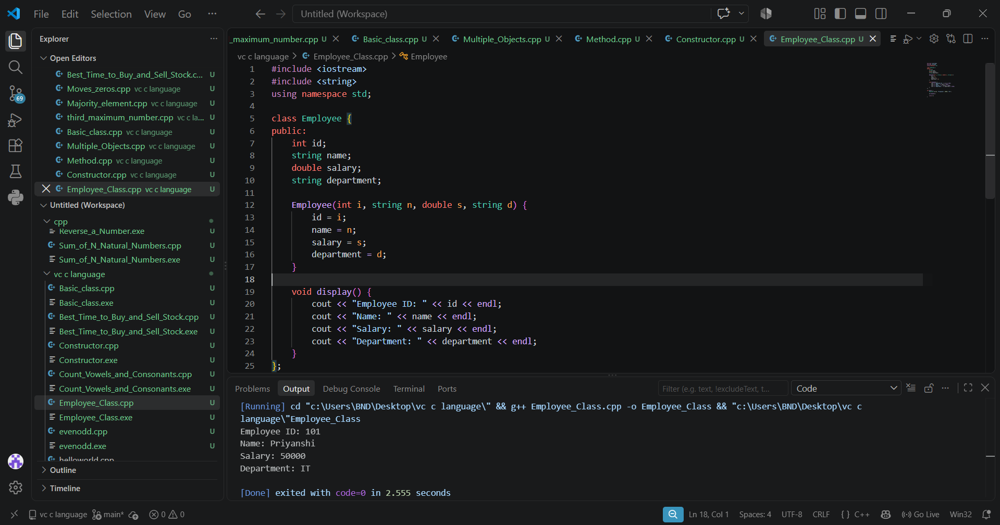 File Edit Selection View Go ···
Untitled (Workspace)
Explorer ···
Open Editors
Best_Time_to_Buy_and_Sell_Stock.c... U
Moves_zeros.cpp vc c language U
Majority_element.cpp vc c language U
third_maximum_number.cpp vc c la... U
Basic_class.cpp vc c language U
Multiple_Objects.cpp vc c language U
Method.cpp vc c language U
Constructor.cpp vc c language U
Employee_Class.cpp vc c language U
Untitled (Workspace)
cpp
Reverse_a_Number.exe U
Sum_of_N_Natural_Numbers.cpp U
Sum_of_N_Natural_Numbers.exe U
vc c language
Basic_class.cpp U
Basic_class.exe U
Best_Time_to_Buy_and_Sell_Stock.cpp U
Best_Time_to_Buy_and_Sell_Stock.exe U
Constructor.cpp U
Constructor.exe U
Count_Vowels_and_Consonants.cpp U
Count_Vowels_and_Consonants.exe U
Employee_Class.cpp U
Employee_Class.exe U
evenodd.cpp U
evenodd.exe U
helloworld.cpp
Outline
Timeline
69
_maximum_number.cpp U Basic_class.cpp U Multiple_Objects.cpp U Method.cpp U Constructor.cpp U Employee_Class.cpp U
vc c language > Employee_Class.cpp > Employee
1 #include <iostream>
2 #include <string>
3 using namespace std;
4
5 class Employee {
6 public:
7 int id;
8 string name;
9 double salary;
10 string department;
11
12 Employee(int i, string n, double s, string d) {
13 id = i;
14 name = n;
15 salary = s;
16 department = d;
17 }
18
19 void display() {
20 cout << "Employee ID: " << id << endl;
21 cout << "Name: " << name << endl;
22 cout << "Salary: " << salary << endl;
23 cout << "Department: " << department << endl;
24 }
25 };
Problems Output Debug Console Terminal Ports
Filter (e.g. text, !excludeText, t... Code
[Running] cd "c:\Users\BND\Desktop\vc c language\" && g++ Employee_Class.cpp -o Employee_Class && "c:\Users\BND\Desktop\vc c
language\"Employee_Class
Employee ID: 101
Name: Priyanshi
Salary: 50000
Department: IT
[Done] exited with code=0 in 2.555 seconds
vc c language main* 0 0
Ln 18, Col 1 Spaces: 4 UTF-8 CRLF { } C++ Go Live Win32